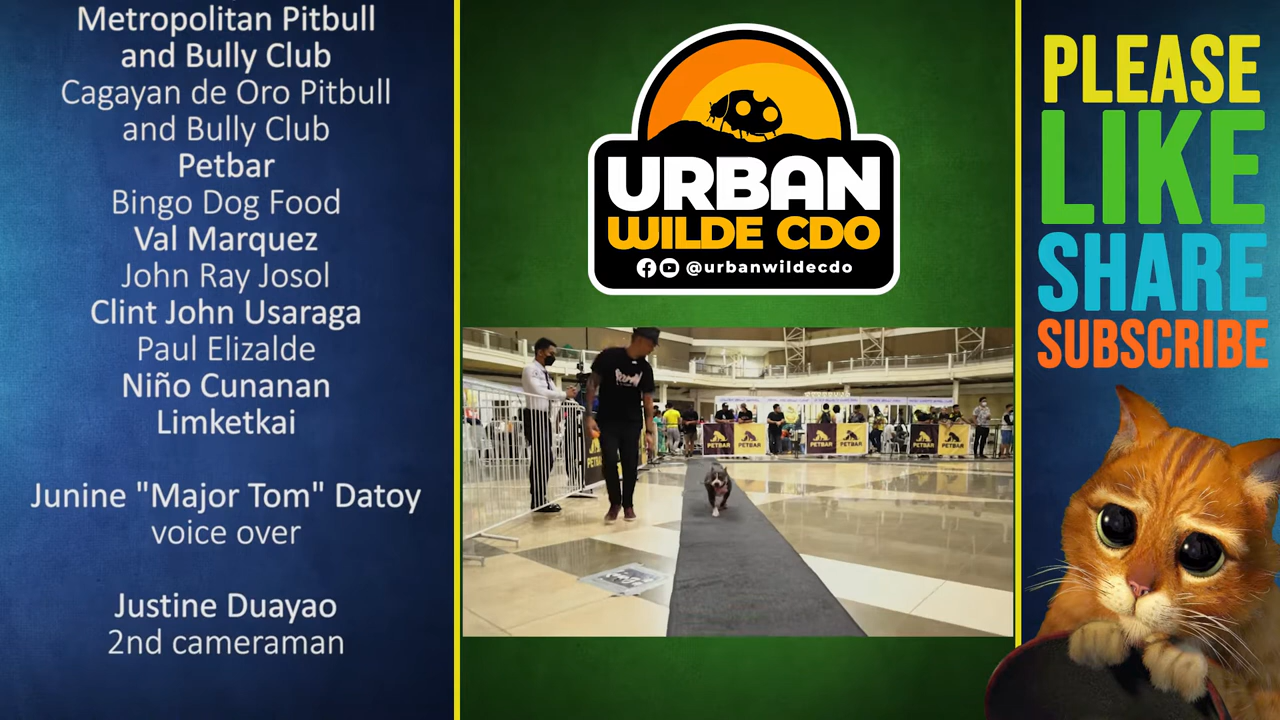 Metropolitan Pitbull
and Bully Club
Cagayan de Oro Pitbull
and Bully Club
Petbar
Bingo Dog Food
Val Marquez
John Ray Josol
Clint John Usaraga
Paul Elizalde
Niño Cunanan
Limketkai
Junine "Major Tom" Datoy
voice over
Justine Duayao
2nd cameraman
URBAN
WILDE CDO
@urbanwildecdo
PETBAR PETBAR PETBAR PETBAR PETBAR PETBAR
PLEASE
LIKE
SHARE
SUBSCRIBE